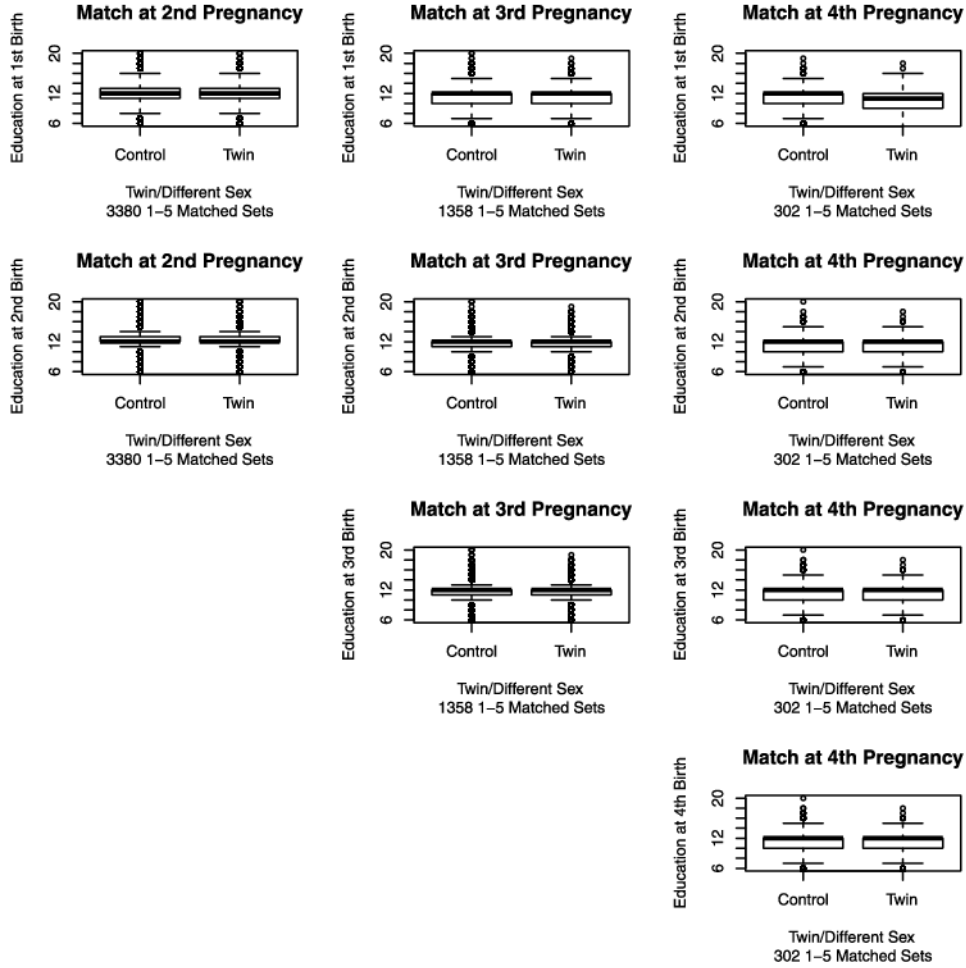 Match at 2nd Pregnancy
Education at 1st Birth
20
12
6
Control Twin
Twin/Different Sex
3380 1−5 Matched Sets
Match at 3rd Pregnancy
Education at 1st Birth
20
12
6
Control Twin
Twin/Different Sex
1358 1−5 Matched Sets
Match at 4th Pregnancy
Education at 1st Birth
20
12
6
Control Twin
Twin/Different Sex
302 1−5 Matched Sets
Match at 2nd Pregnancy
Education at 2nd Birth
20
12
6
Control Twin
Twin/Different Sex
3380 1−5 Matched Sets
Match at 3rd Pregnancy
Education at 2nd Birth
20
12
6
Control Twin
Twin/Different Sex
1358 1−5 Matched Sets
Match at 4th Pregnancy
Education at 2nd Birth
20
12
6
Control Twin
Twin/Different Sex
302 1−5 Matched Sets
Match at 3rd Pregnancy
Education at 3rd Birth
20
12
6
Control Twin
Twin/Different Sex
1358 1−5 Matched Sets
Match at 4th Pregnancy
Education at 3rd Birth
20
12
6
Control Twin
Twin/Different Sex
302 1−5 Matched Sets
Match at 4th Pregnancy
Education at 4th Birth
20
12
6
Control Twin
Twin/Different Sex
302 1−5 Matched Sets